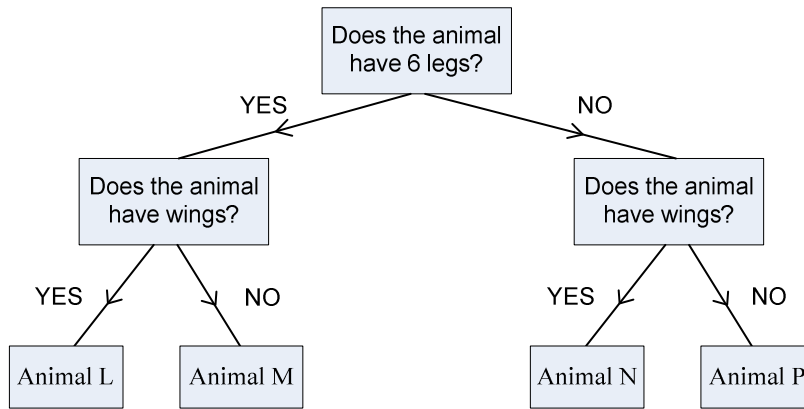 Does the animal
have 6 legs?
YES
NO
Does the animal
have wings?
Does the animal
have wings?
YES
NO
YES
NO
Animal L
Animal M
Animal N
Animal P